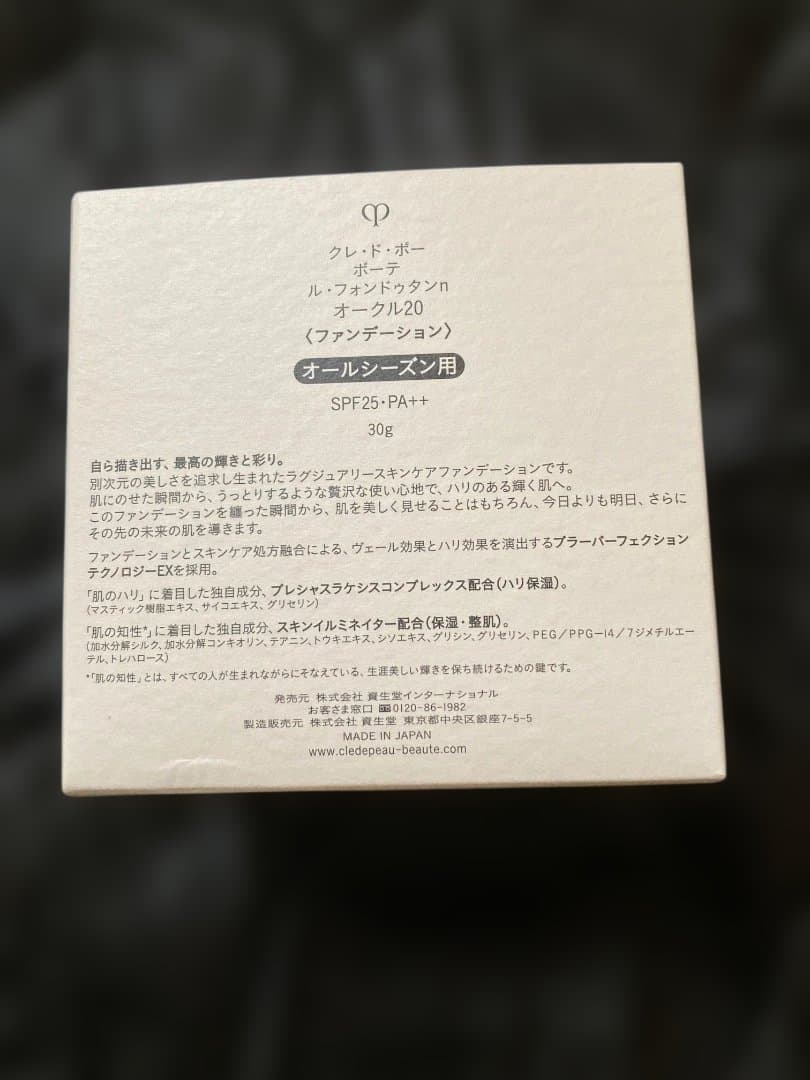 クレ・ド・ポー
ボーテ
ル・フォンドゥタンn
オークル20
〈ファンデーション〉
オールシーズン用
SPF25・PA++
30g
自ら描き出す、最高の輝きと彩り。
別次元の美しさを追求し生まれたラグジュアリースキンケアファンデーションです。
肌にのせた瞬間から、うっとりするような贅沢な使い心地で、ハリのある輝く肌へ。
このファンデーションを纏った瞬間から、肌を美しく見せることはもちろん、今日よりも明日、さらに
その先の未来の肌を導きます。
ファンデーションとスキンケア処方融合による、ヴェール効果とハリ効果を演出するブラーパーフェクション
テクノロジーEXを採用。
「肌のハリ」に着目した独自成分、プレシャスラケシスコンプレックス配合(ハリ保湿)。
(マスティック樹脂エキス、サイコエキス、グリセリン)
「肌の知性*」に着目した独自成分、スキンイルミネイター配合(保湿・整肌)。
(加水分解シルク、加水分解コンキオリン、テアニン、トウキエキス、シソエキス、グリシン、グリセリン、PEG/PPG-14/7ジメチルエー
テル、トレハロース)
*「肌の知性」とは、すべての人が生まれながらにそなえている、生涯美しい輝きを保ち続けるための鍵です。
発売元 株式会社 資生堂インターナショナル
お客さま窓口 0120-86-1982
製造販売元 株式会社 資生堂 東京都中央区銀座7-5-5
MADE IN JAPAN
www.cledepeau-beaute.com